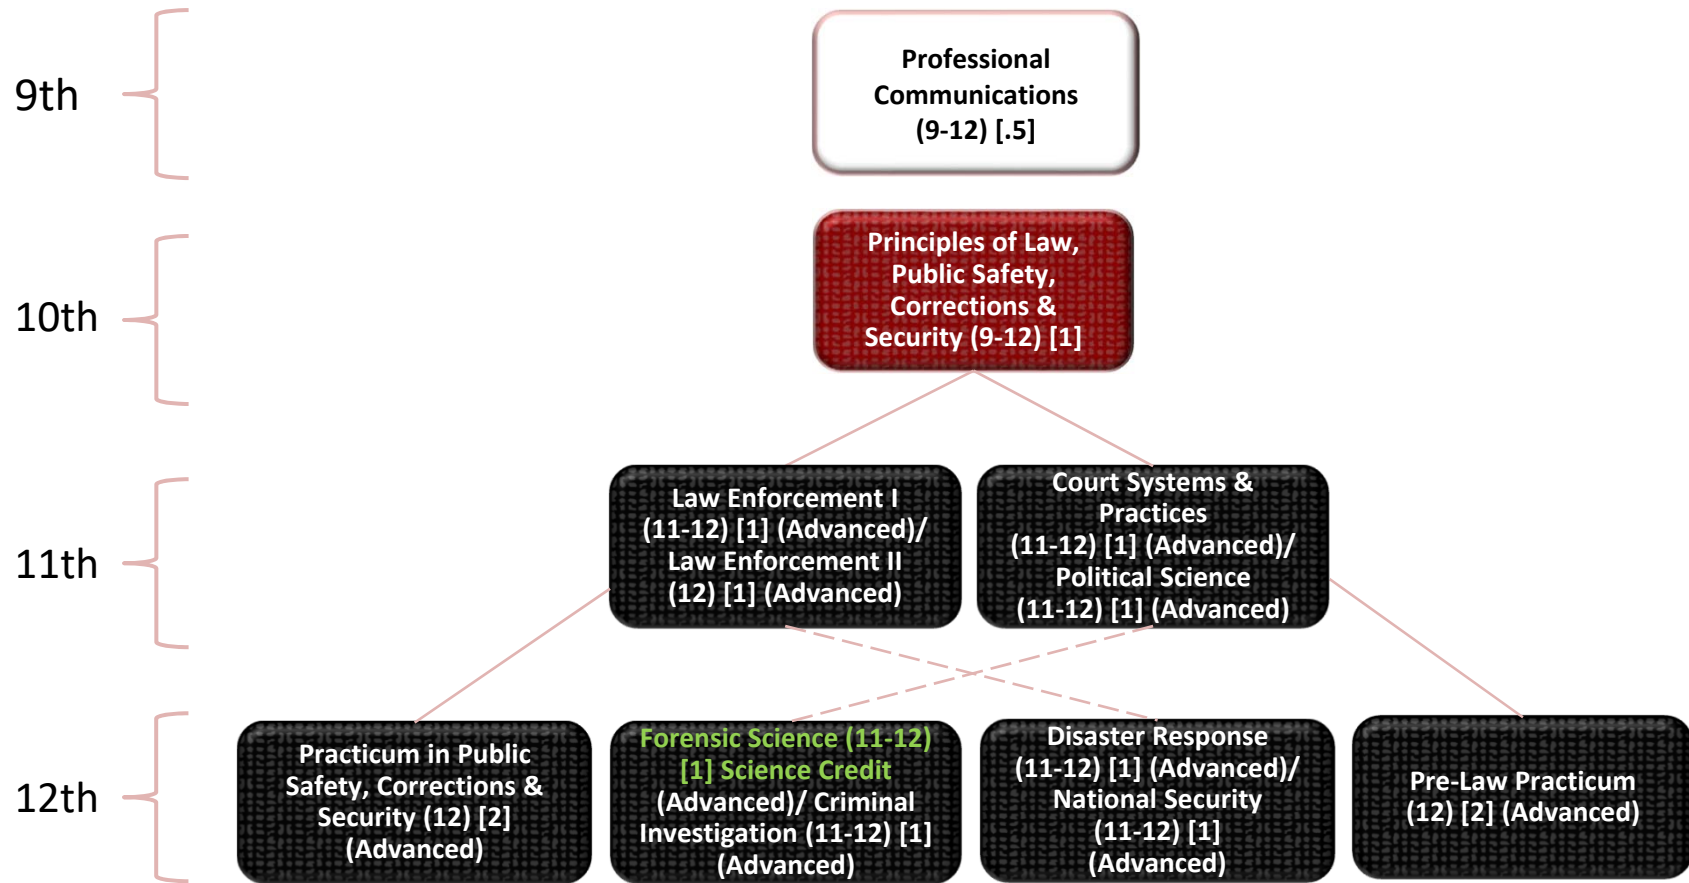 9th
Professional
Communications
(9-12) [.5]
10th
Principles of Law,
Public Safety,
Corrections &
Security (9-12) [1]
11th
Law Enforcement I
(11-12) [1] (Advanced)/
Law Enforcement II
(12) [1] (Advanced)
Court Systems &
Practices
(11-12) [1] (Advanced)/
Political Science
(11-12) [1] (Advanced)
12th
Practicum in Public
Safety, Corrections &
Security (12) [2]
(Advanced)
Forensic Science (11-12)
[1] Science Credit
(Advanced)/ Criminal
Investigation (11-12) [1]
(Advanced)
Disaster Response
(11-12) [1] (Advanced)/
National Security
(11-12) [1]
(Advanced)
Pre-Law Practicum
(12) [2] (Advanced)